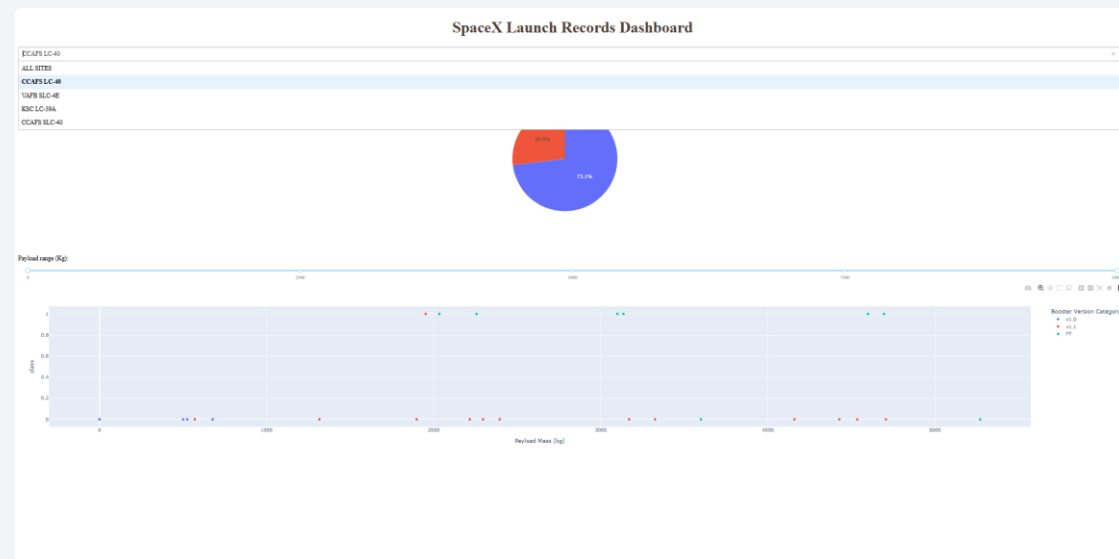 SpaceX Launch Records Dashboard
CCAFS LC-40 ×
ALL SITES
CCAFS LC-40
VAFB SLC-4E
KSC LC-39A
CCAFS SLC-40
26.9%
73.1%
Payload range (Kg):
0 2500 5000 7500
Booster Version Category
v1.0
v1.1
FT
1
0.8
0.6
0.4
0.2
0
class
0 1000 2000 3000 4000 5000
Payload Mass (kg)